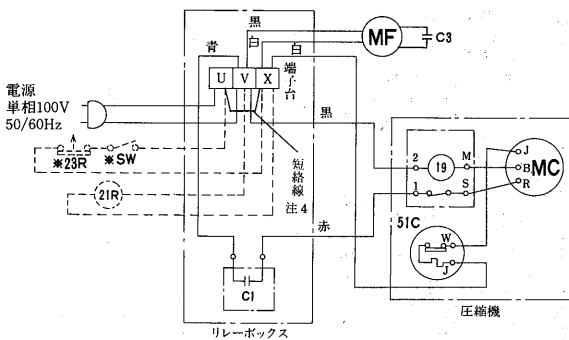 黒
白
青
白
MF
C3
U V X
端子台
電源
単相100V
50/60Hz
※23R
※SW
短絡線
注4
21R
黒
2
19
M
J
B
MC
1
S
R
51C
W
J
赤
C1
リレーボックス
圧縮機